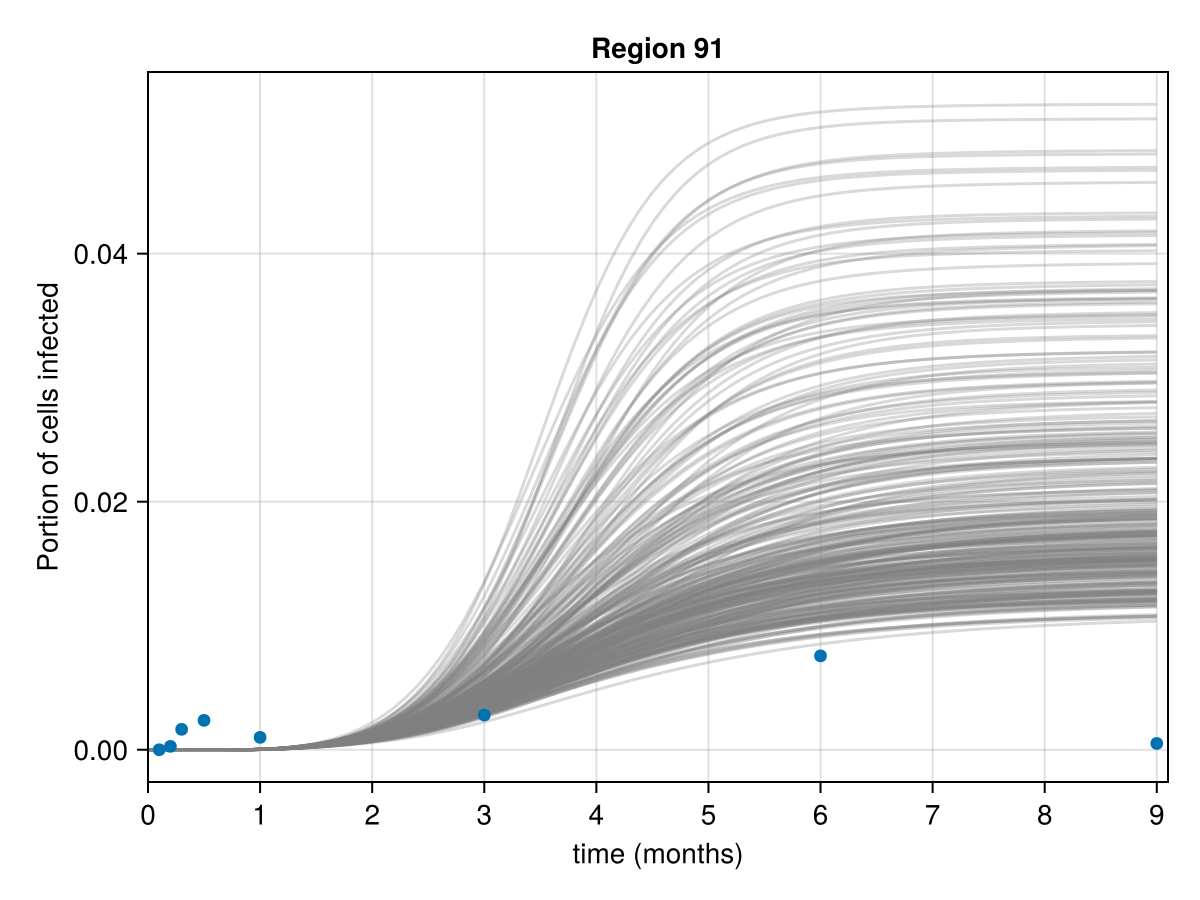 Region 91
Portion of cells infected
0.04
0.02
0.00
0 1 2 3 4 5 6 7 8 9
time (months)